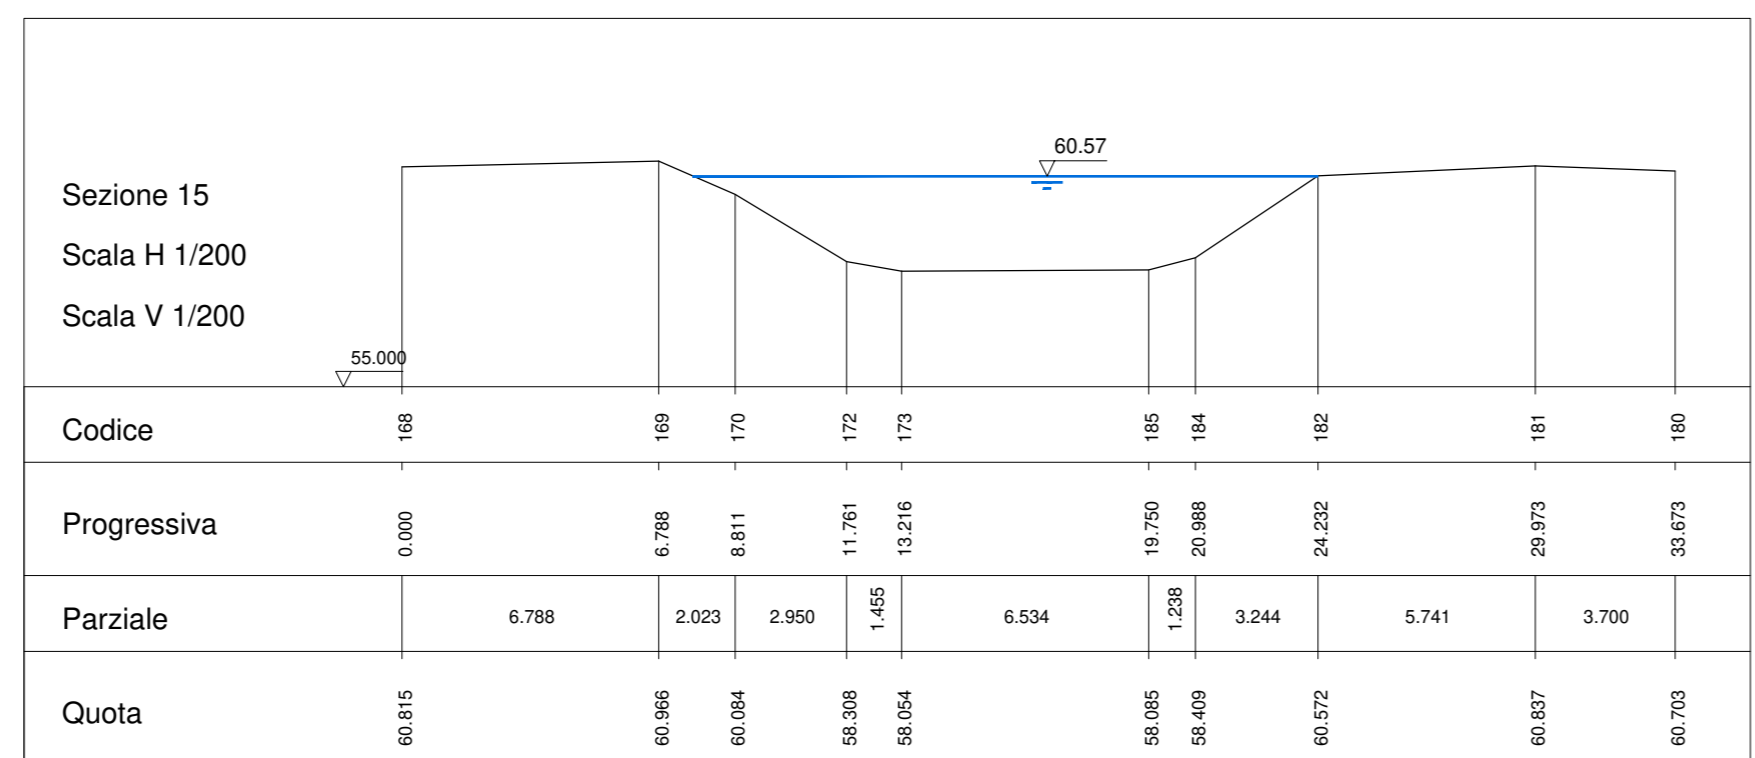 60.57
Sezione 15
Scala H 1/200
Scala V 1/200
55.000
Codice 168 169 170 172 173 185 184 182 181 180
Progressiva 0.000 6.788 8.811 11.761 13.216 19.750 20.988 24.232 29.973 33.673
Parziale 6.788 2.023 2.950 1.455 6.534 1.238 3.244 5.741 3.700
Quota 60.815 60.966 60.084 58.308 58.054 58.085 58.409 60.572 60.837 60.703